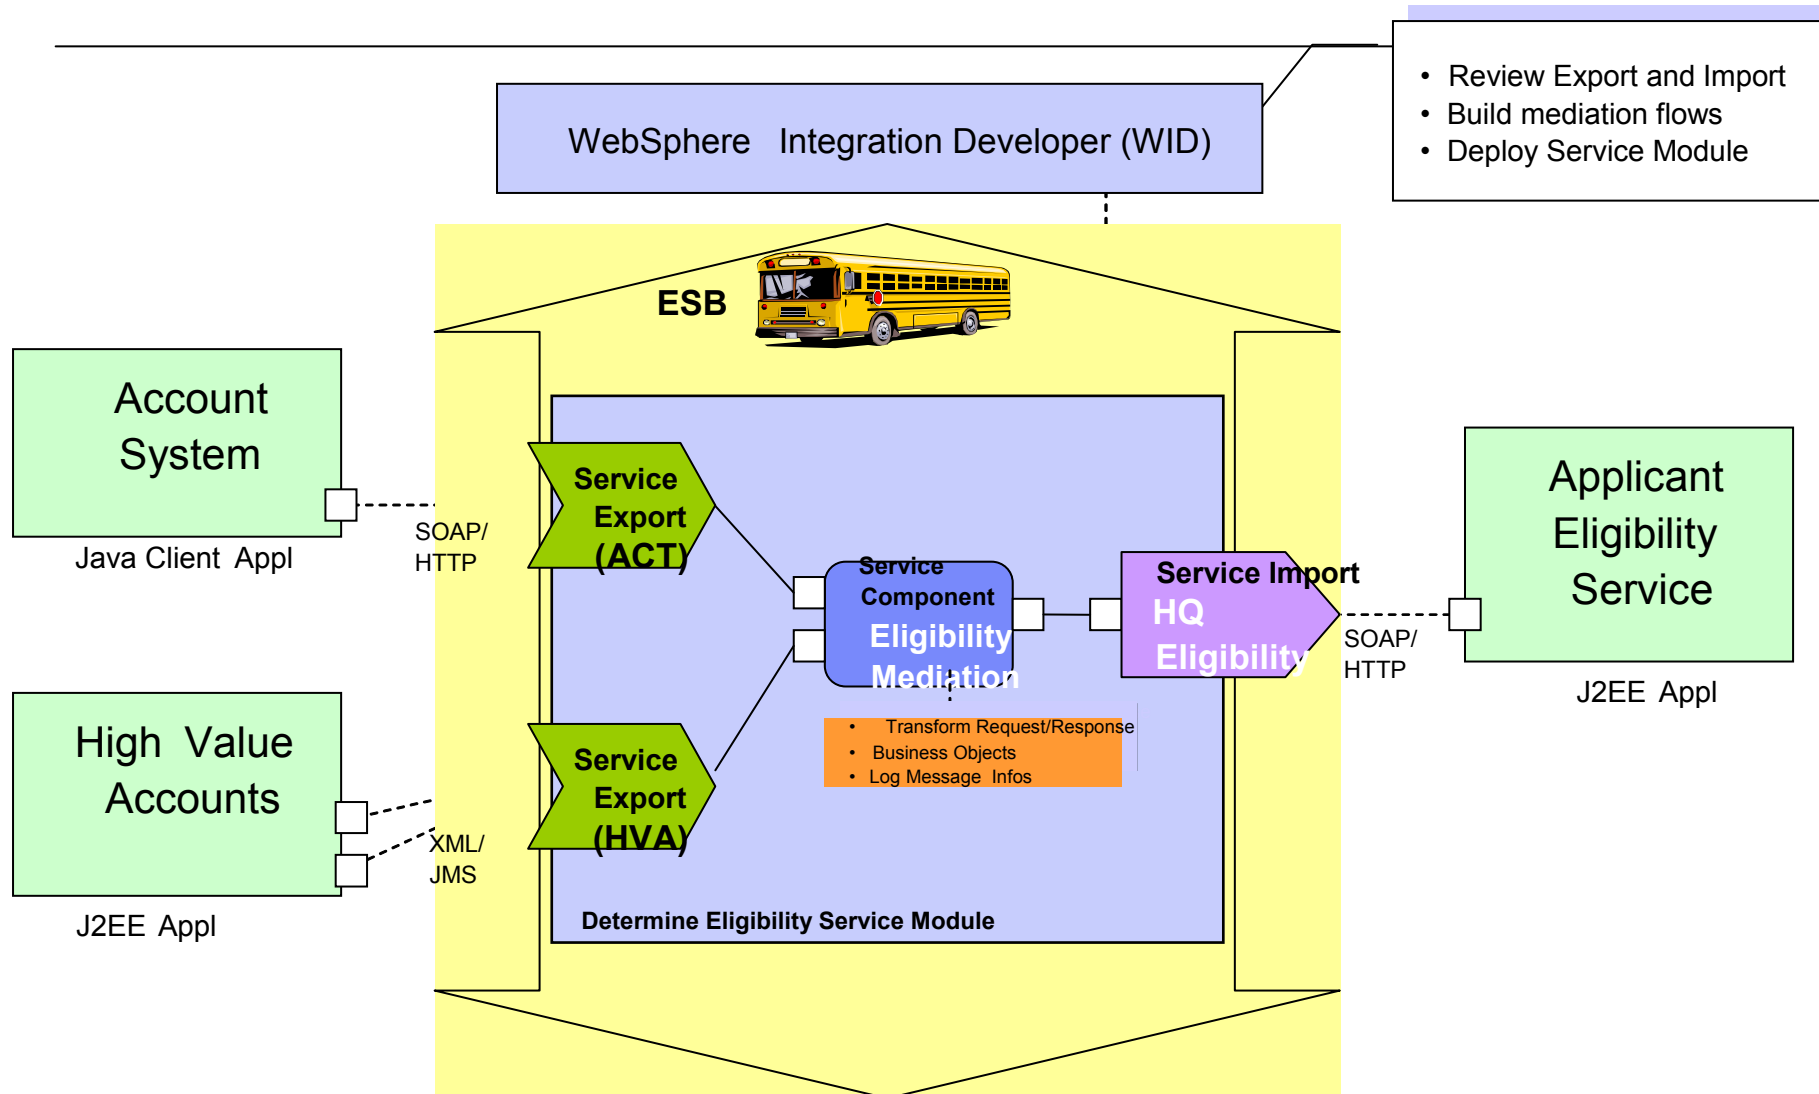 • Review Export and Import
• Build mediation flows
• Deploy Service Module
WebSphere Integration Developer (WID)
ESB
Account
System
Java Client Appl
SOAP/
HTTP
Service
Export
(ACT)
Service
Component
Eligibility
Mediation
Service Import
HQ
Eligibility
SOAP/
HTTP
Applicant
Eligibility
Service
J2EE Appl
• Transform Request/Response
• Business Objects
• Log Message Infos
High Value
Accounts
J2EE Appl
XML/
JMS
Service
Export
(HVA)
Determine Eligibility Service Module